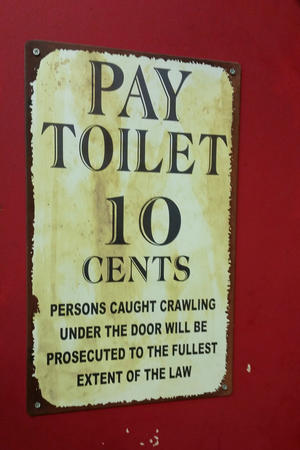 PAY
TOILET
10
CENTS
PERSONS CAUGHT CRAWLING
UNDER THE DOOR WILL BE
PROSECUTED TO THE FULLEST
EXTENT OF THE LAW